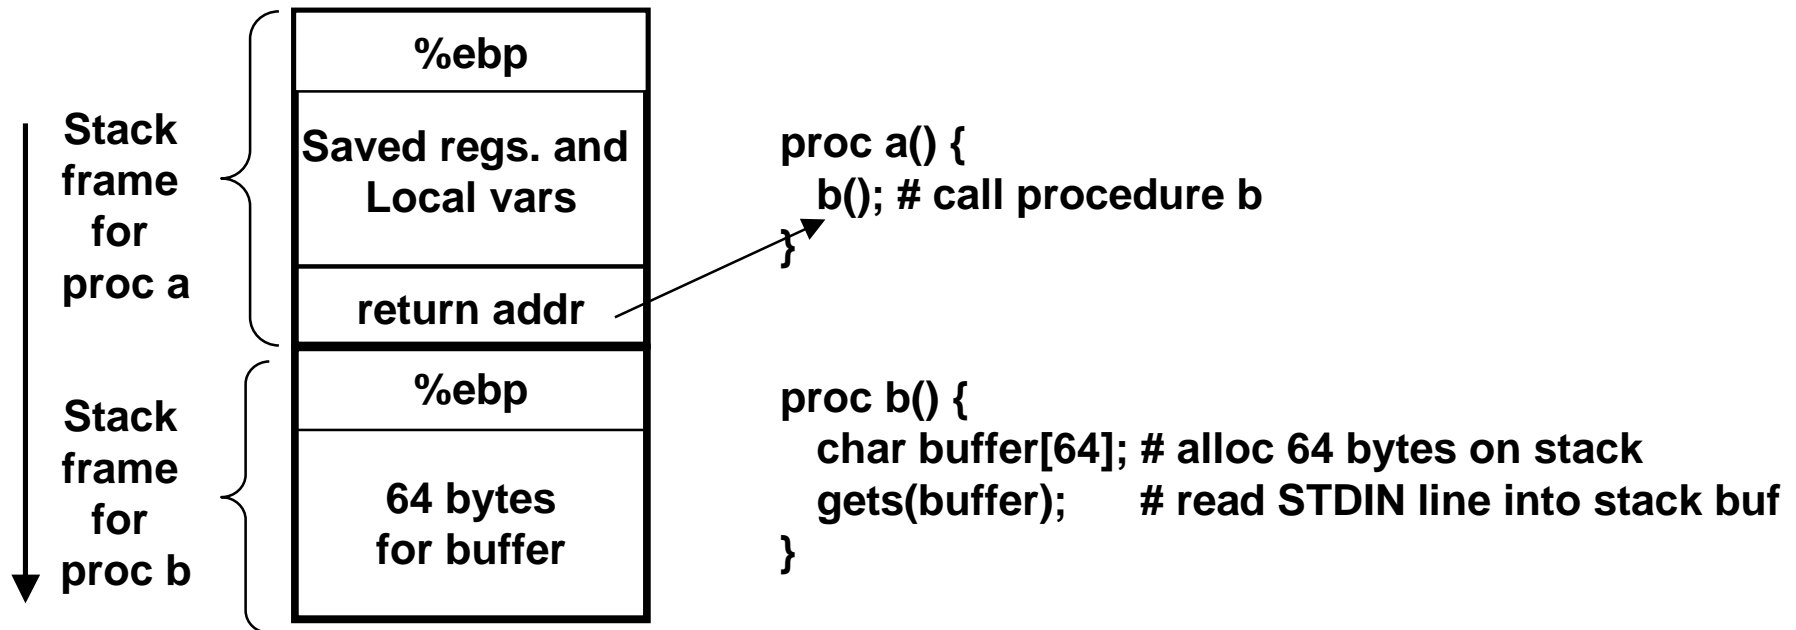 Stack
frame
for
proc a
%ebp
Saved regs. and
Local vars
return addr
proc a() {
b(); # call procedure b
}
Stack
frame
for
proc b
%ebp
64 bytes
for buffer
proc b() {
char buffer[64]; # alloc 64 bytes on stack
gets(buffer); # read STDIN line into stack buf
}